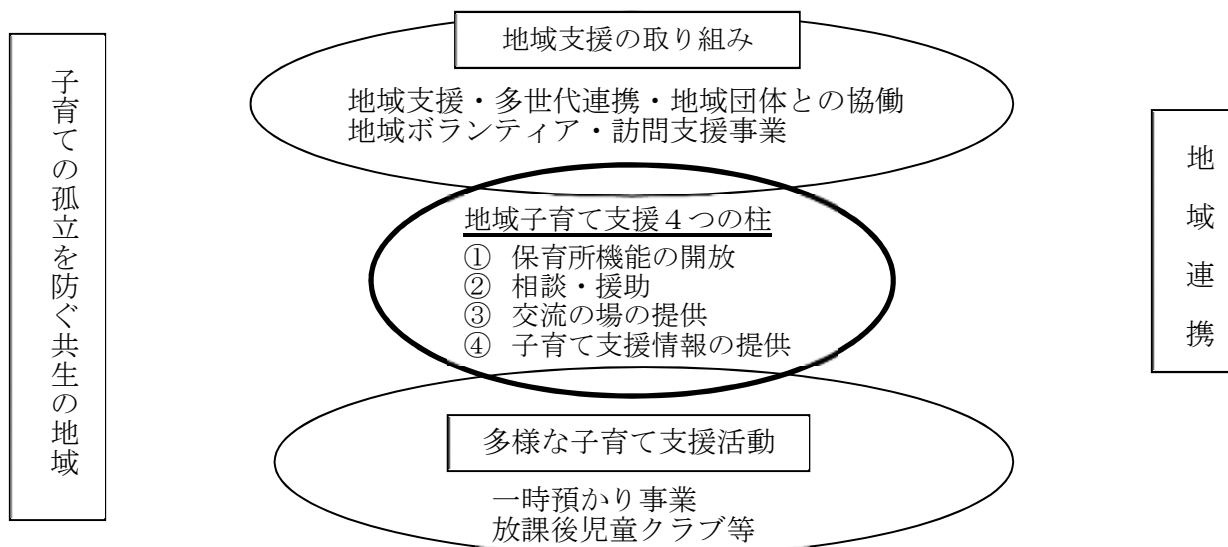 地域支援の取り組み
地域支援・多世代連携・地域団体との協働
地域ボランティア・訪問支援事業
子育ての孤立を防ぐ共生の地域
地域連携
地域子育て支援４つの柱
① 保育所機能の開放
② 相談・援助
③ 交流の場の提供
④ 子育て支援情報の提供
多様な子育て支援活動
一時預かり事業
放課後児童クラブ等